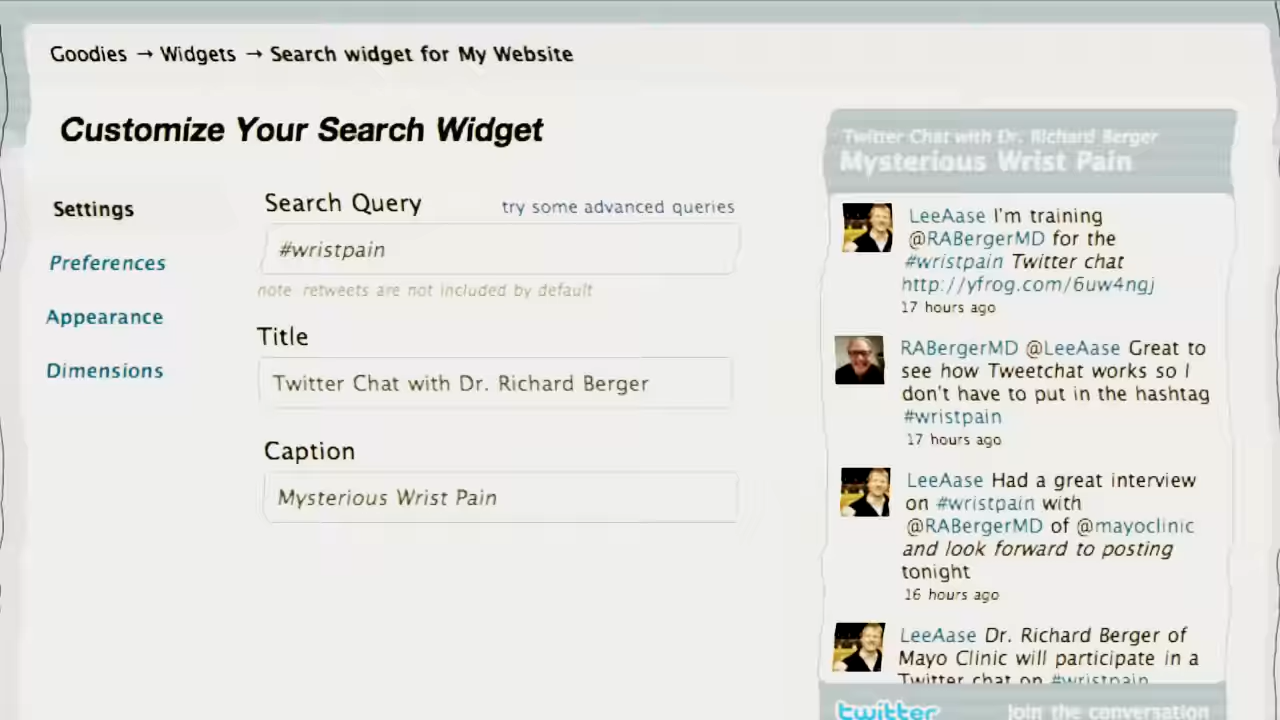 Goodies → Widgets → Search widget for My Website
Customize Your Search Widget
Settings
Preferences
Appearance
Dimensions
Search Query
try some advanced queries
#wristpain
note: retweets are not included by default
Title
Twitter Chat with Dr. Richard Berger
Caption
Mysterious Wrist Pain
Twitter Chat with Dr. Richard Berger
Mysterious Wrist Pain
LeeAase I'm training
@RABergerMD for the
#wristpain Twitter chat
http://yfrog.com/6uw4ngj
17 hours ago
RABergerMD @LeeAase Great to
see how Tweetchat works so I
don't have to put in the hashtag
#wristpain
17 hours ago
LeeAase Had a great interview
on #wristpain with
@RABergerMD of @mayoclinic
and look forward to posting
tonight
16 hours ago
LeeAase Dr. Richard Berger of
Mayo Clinic will participate in a
Twitter chat on #wristpain
twitter
Join the conversation